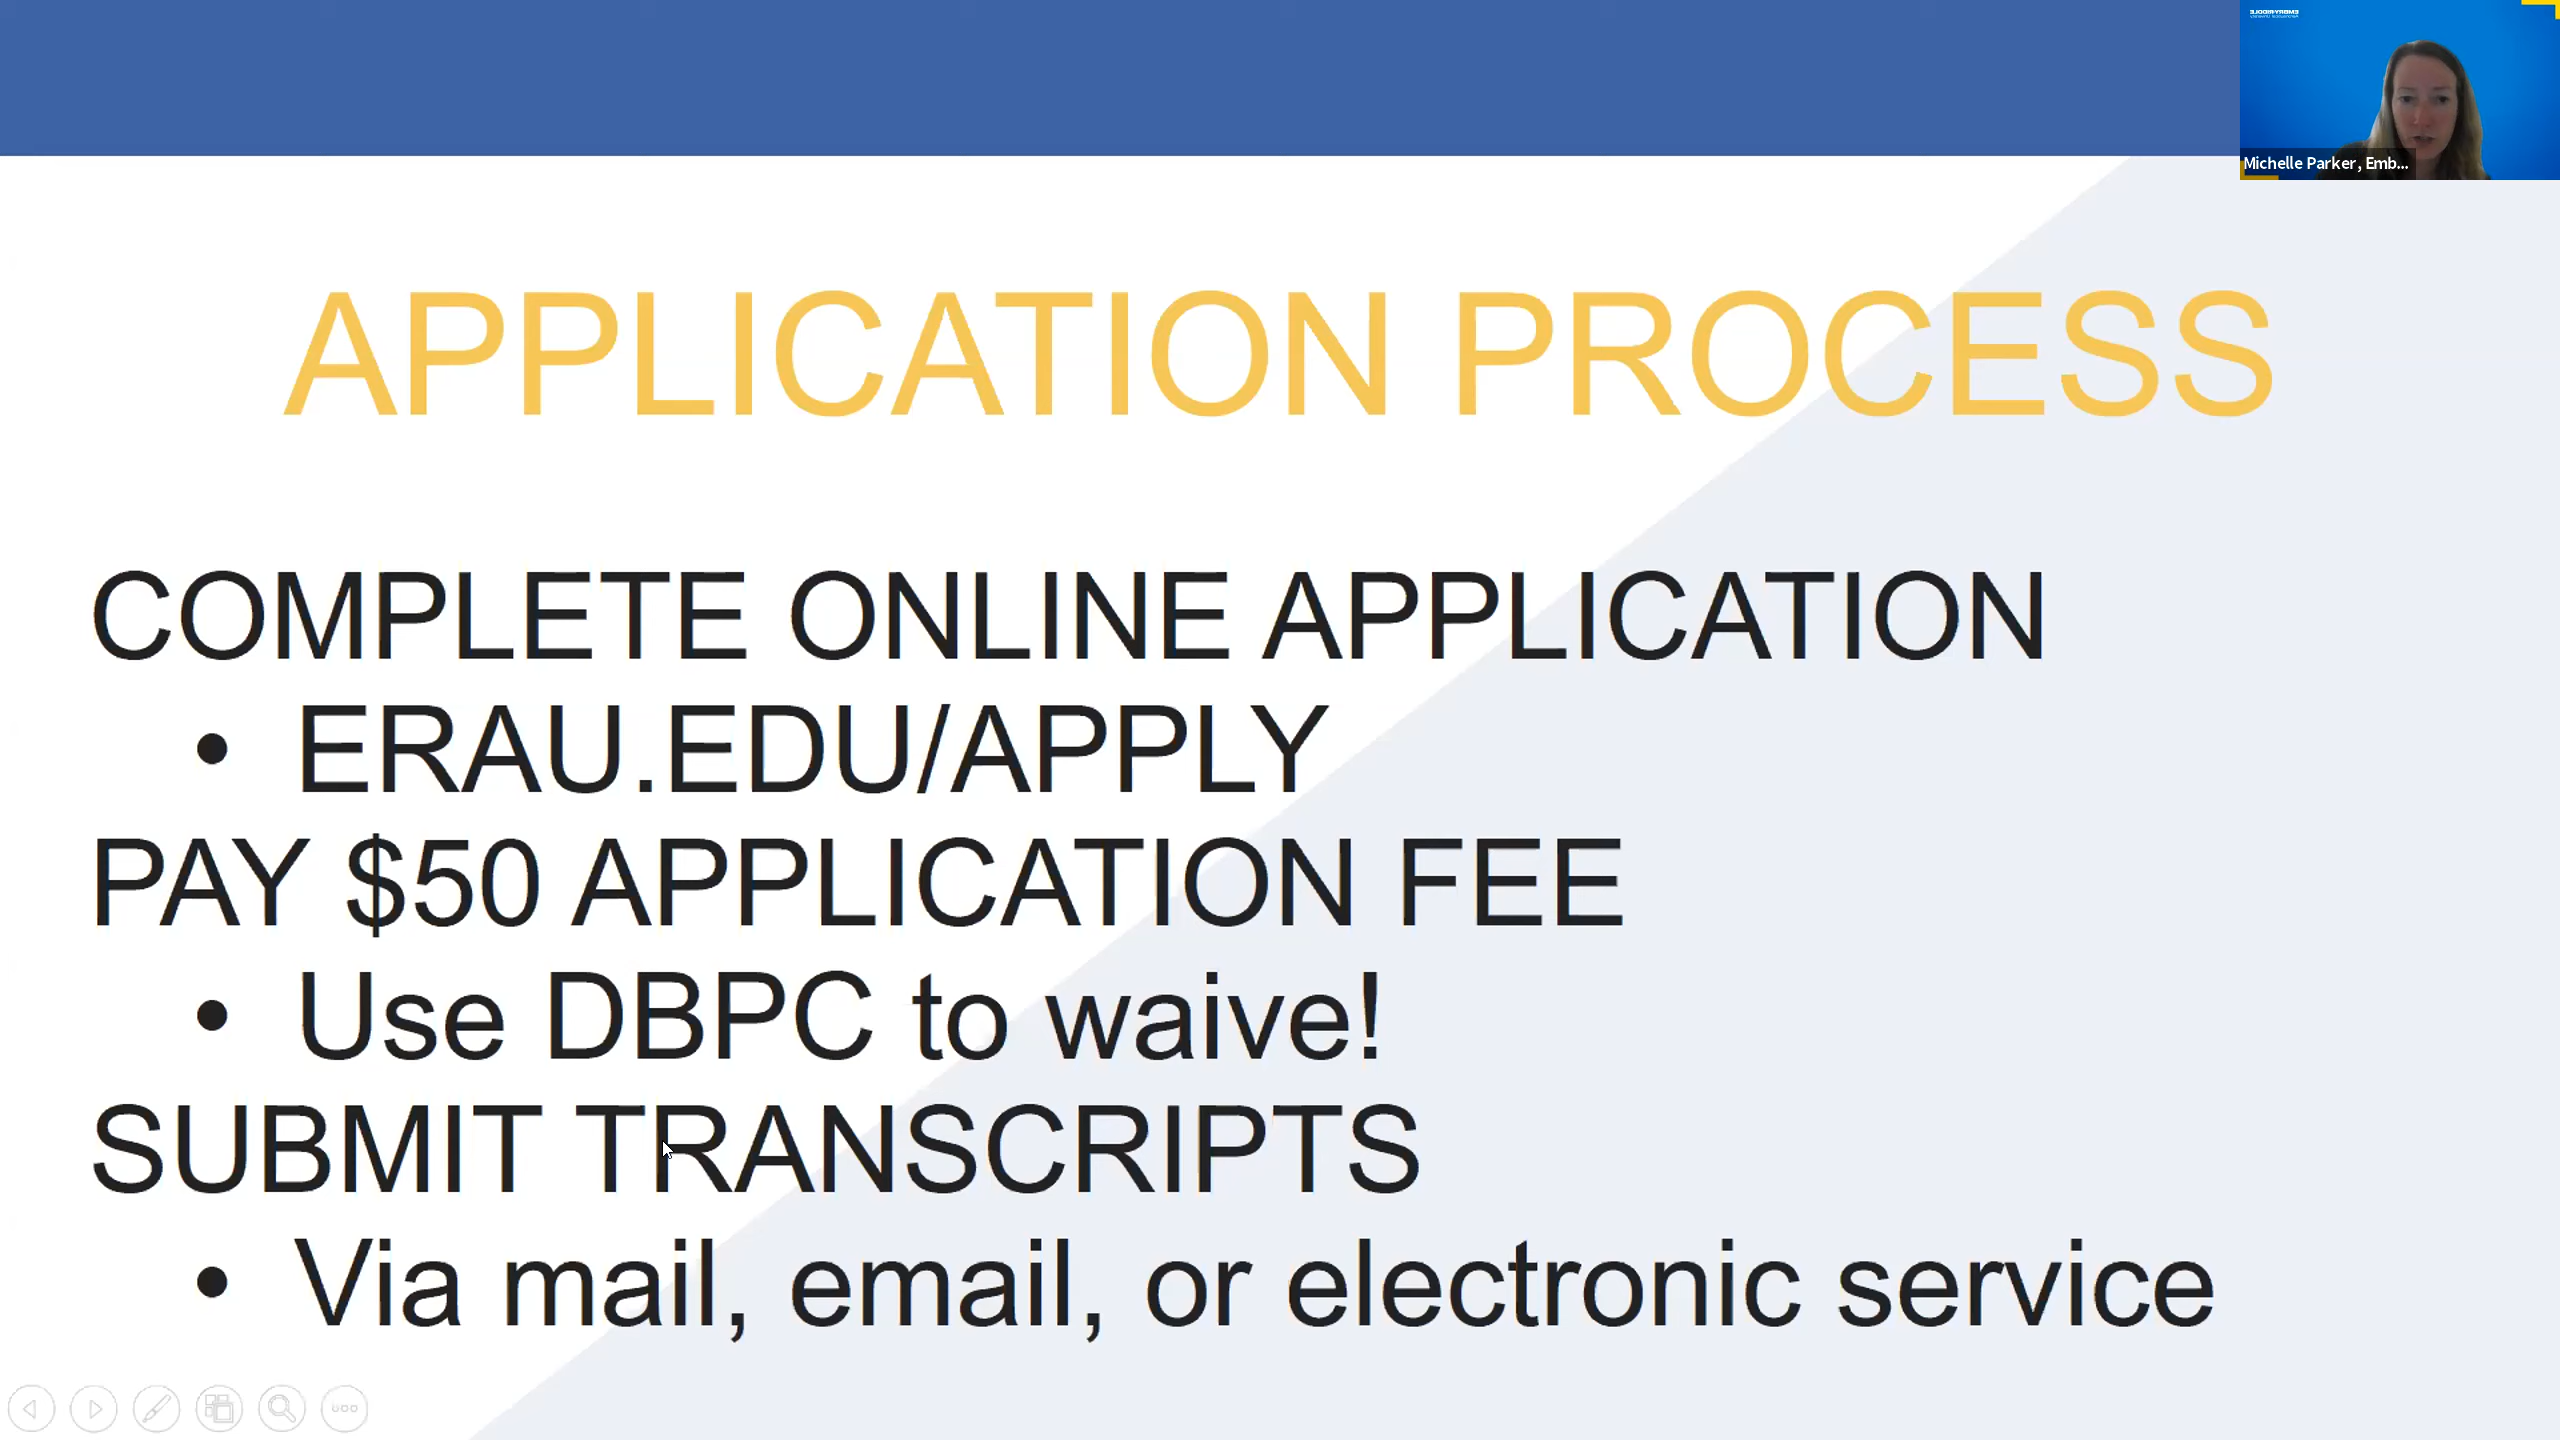 Michelle Parker, Emb...
APPLICATION PROCESS
COMPLETE ONLINE APPLICATION
• ERAU.EDU/APPLY
PAY $50 APPLICATION FEE
• Use DBPC to waive!
SUBMIT TRANSCRIPTS
• Via mail, email, or electronic service